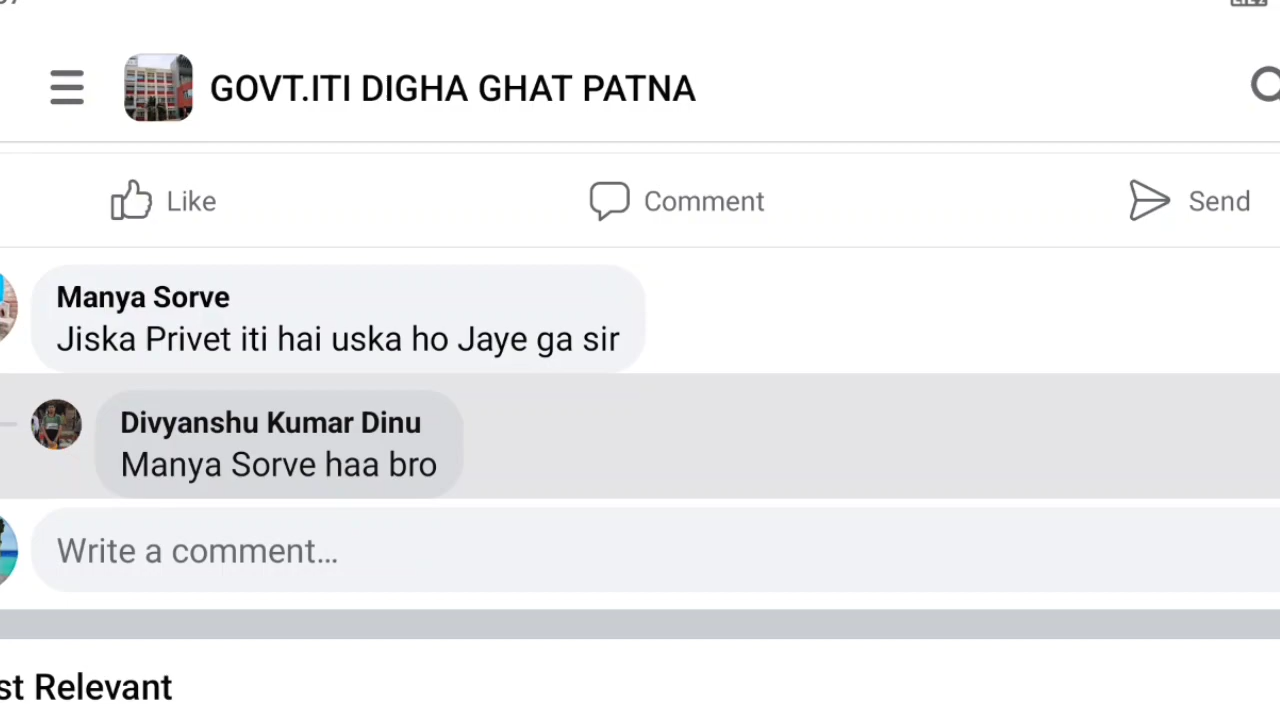 GOVT.ITI DIGHA GHAT PATNA
Like
Comment
Send
Manya Sorve
Jiska Privet iti hai uska ho Jaye ga sir
Divyanshu Kumar Dinu
Manya Sorve haa bro
Write a comment...
st Relevant